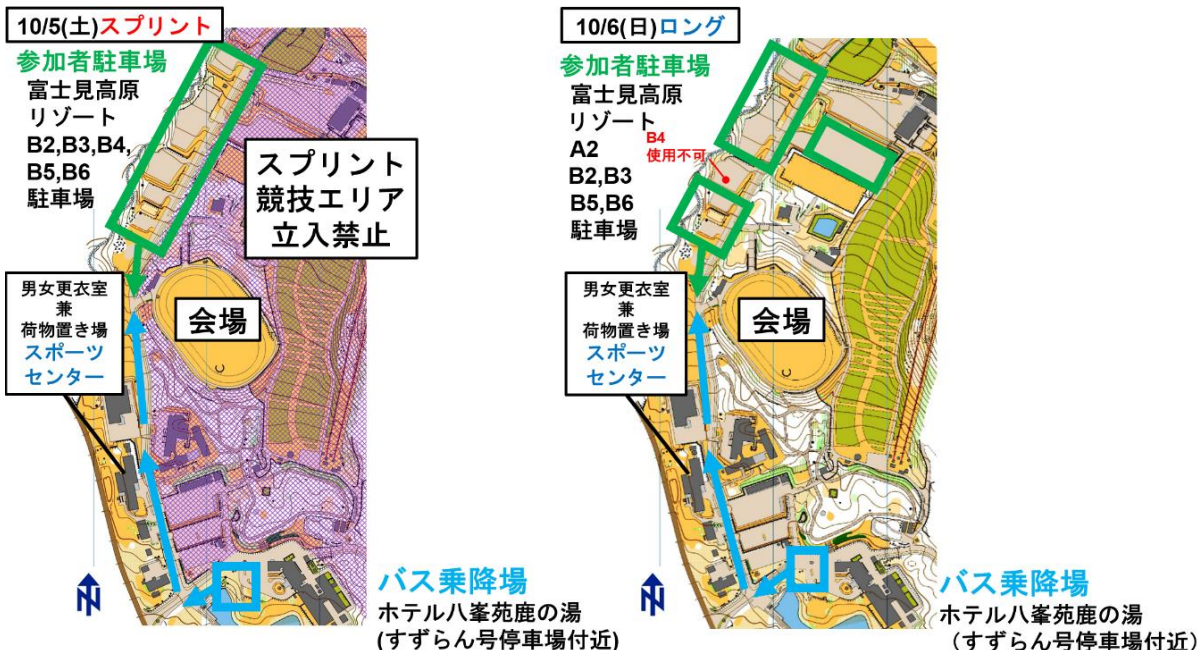 10/5(土)スプリント
参加者駐車場
富士見高原
リゾート
B2,B3,B4,
B5,B6
駐車場
スプリント
競技エリア
立入禁止
男女更衣室
兼
荷物置き場
スポーツ
センター
会場
バス乗降場
ホテル八峯苑鹿の湯
(すずらん号停車場付近)
10/6(日)ロング
参加者駐車場
富士見高原
リゾート
A2
B2,B3
B5,B6
駐車場
B4
使用不可
男女更衣室
兼
荷物置き場
スポーツ
センター
会場
バス乗降場
ホテル八峯苑鹿の湯
（すずらん号停車場付近）